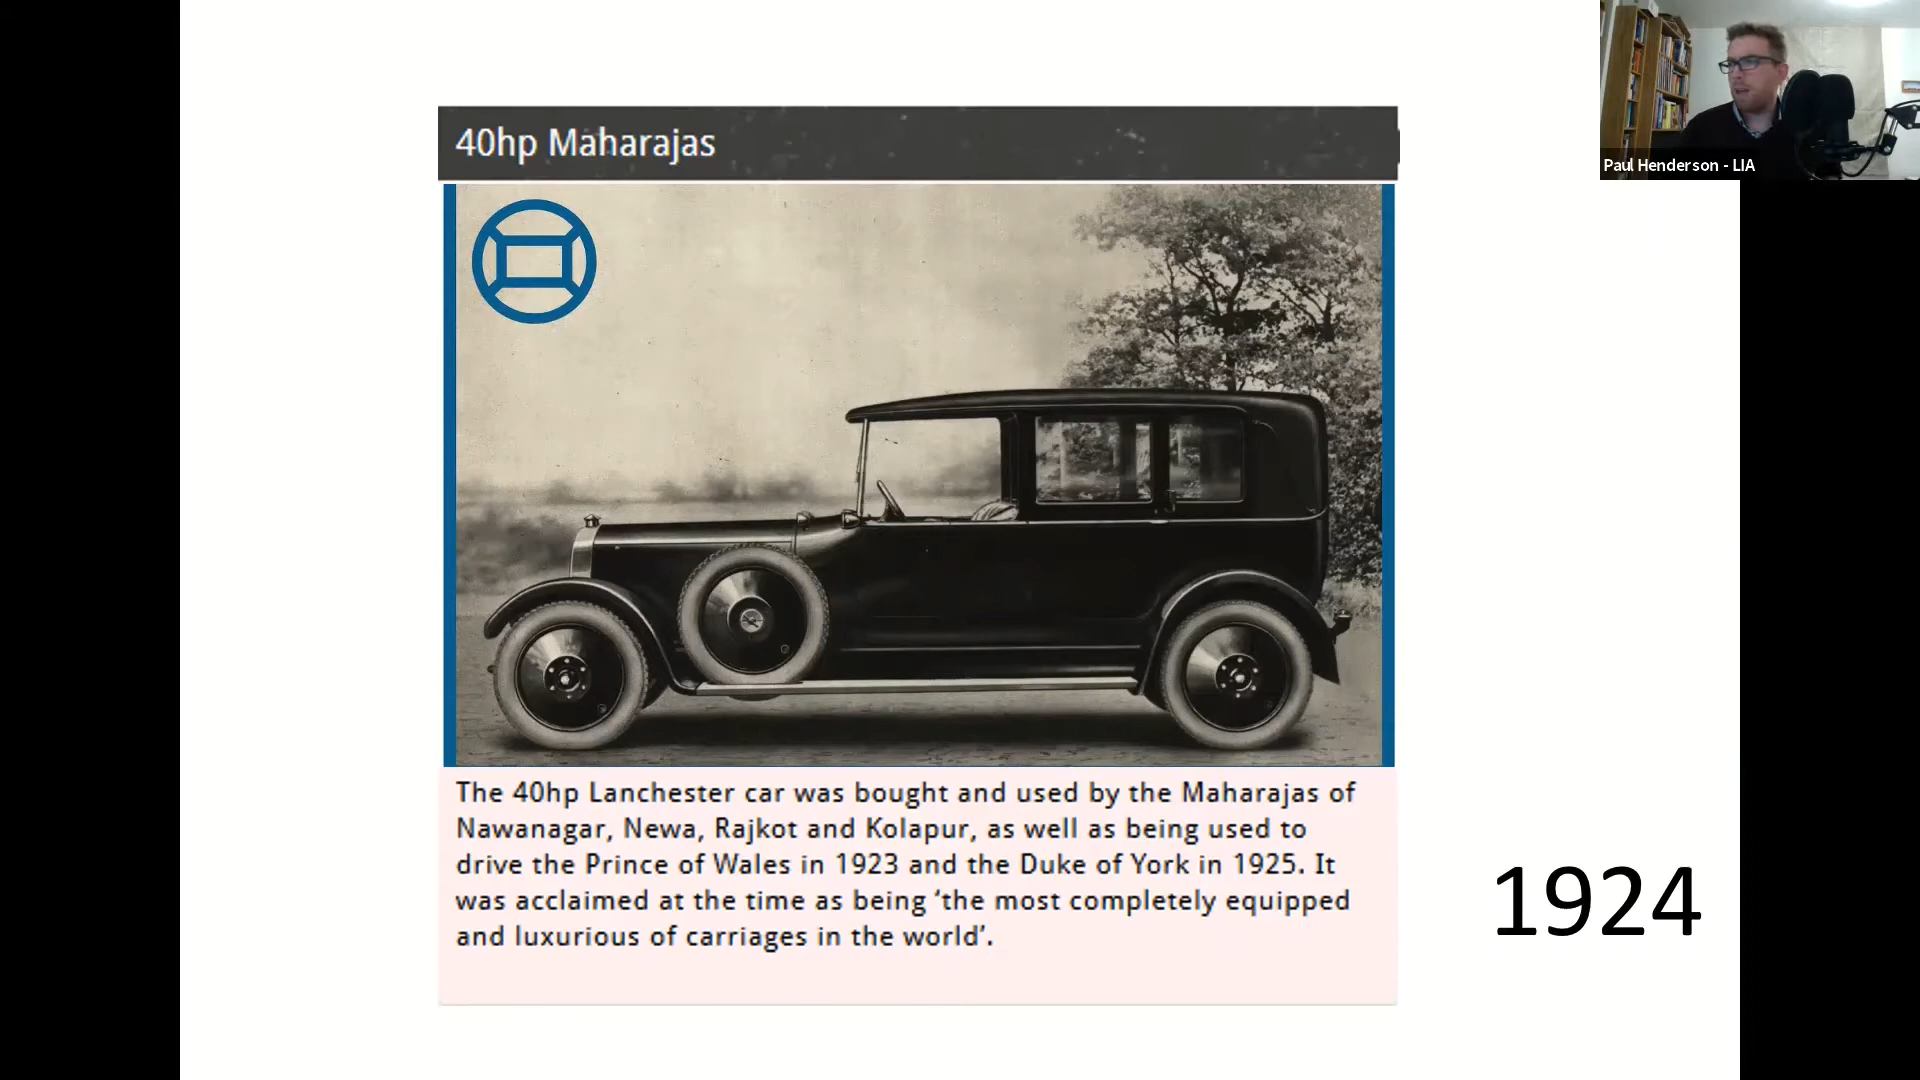 40hp Maharajas
Paul Henderson - LIA
The 40hp Lanchester car was bought and used by the Maharajas of
Nawanagar, Newa, Rajkot and Kolapur, as well as being used to
drive the Prince of Wales in 1923 and the Duke of York in 1925. It
was acclaimed at the time as being ‘the most completely equipped
and luxurious of carriages in the world’.
1924